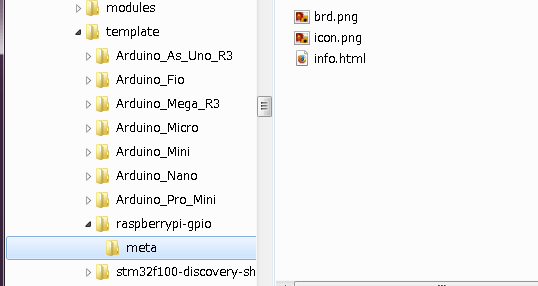 modules
template
Arduino_As_Uno_R3
Arduino_Fio
Arduino_Mega_R3
Arduino_Micro
Arduino_Mini
Arduino_Nano
Arduino_Pro_Mini
raspberrypi-gpio
meta
stm32f100-discovery-sh
brd.png
icon.png
info.html